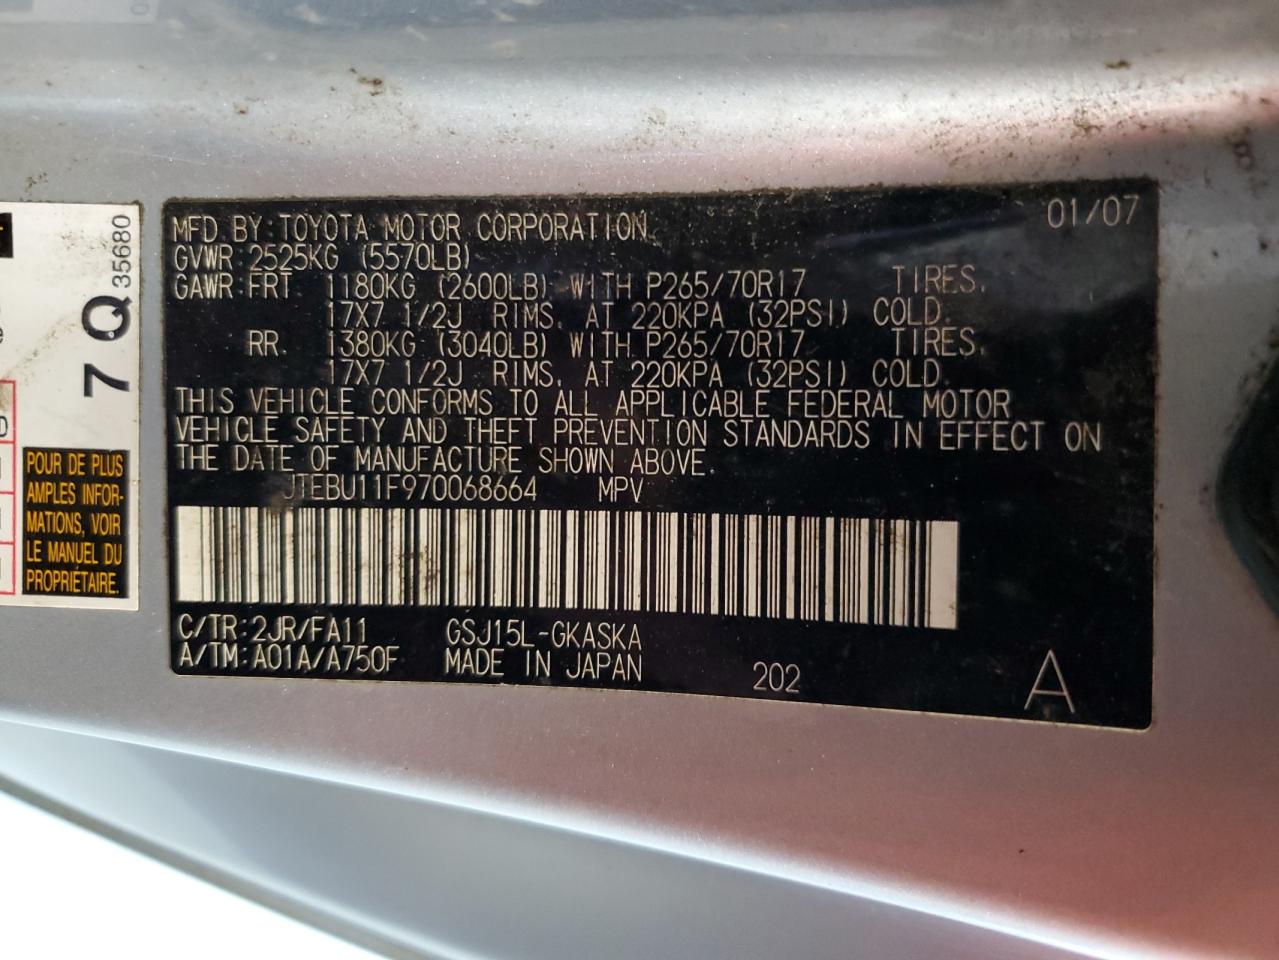 MFD. BY: TOYOTA MOTOR CORPORATION. 01/07
GVWR: 2525KG (5570LB)
GAWR: FRT 1180KG (2600LB) WITH P265/70R17 TIRES,
17X7 1/2J RIMS, AT 220KPA (32PSI) COLD.
RR. 1380KG (3040LB) WITH P265/70R17 TIRES,
17X7 1/2J RIMS, AT 220KPA (32PSI) COLD.
THIS VEHICLE CONFORMS TO ALL APPLICABLE FEDERAL MOTOR
VEHICLE SAFETY AND THEFT PREVENTION STANDARDS IN EFFECT ON
THE DATE OF MANUFACTURE SHOWN ABOVE.
JTEBU11F970068664 MPV
C/TR: 2JR/FA11 GSJ15L-GKASKA
A/TM: A01A/A750F MADE IN JAPAN 202 A
7 Q 35680
POUR DE PLUS
AMPLES INFOR-
MATIONS, VOIR
LE MANUEL DU
PROPRIÉTAIRE.